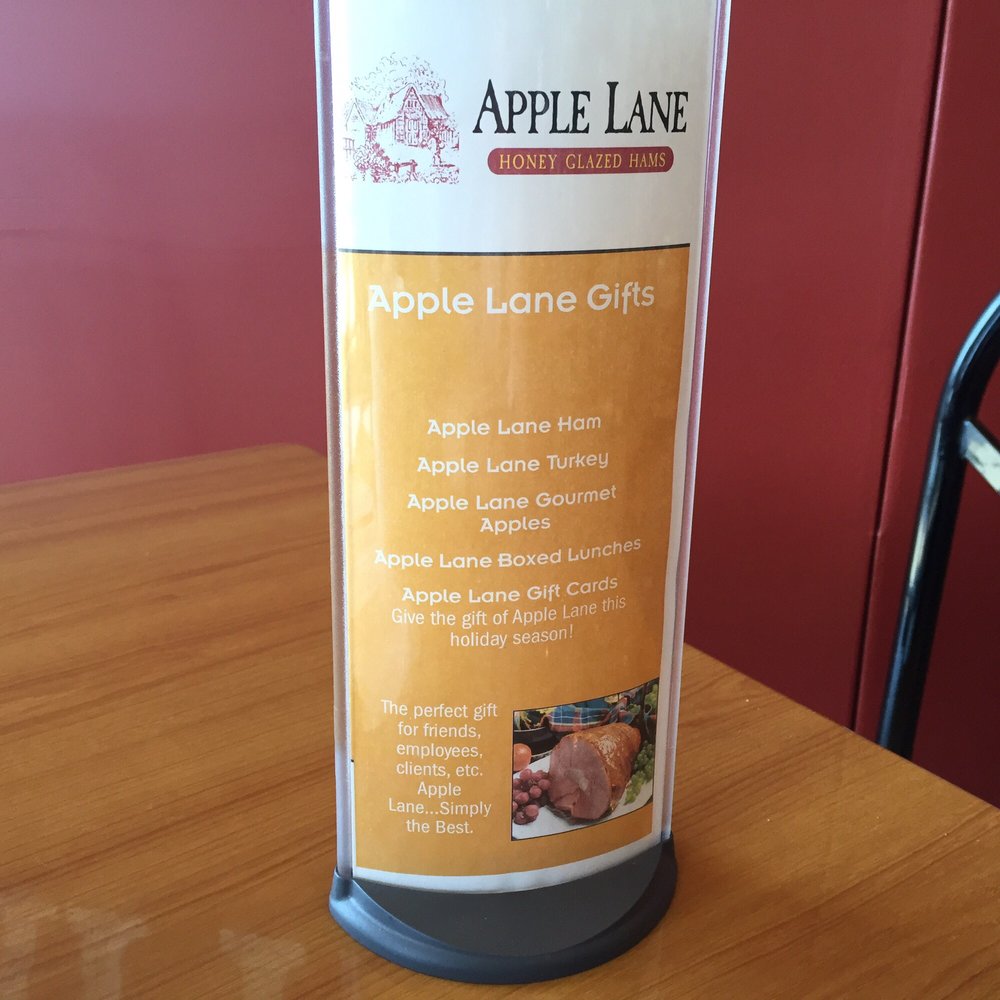 APPLE LANE
HONEY GLAZED HAMS
Apple Lane Gifts
Apple Lane Ham
Apple Lane Turkey
Apple Lane Gourmet
Apples
Apple Lane Boxed Lunches
Apple Lane Gift Cards
Give the gift of Apple Lane this
holiday season!
The perfect gift
for friends,
employees,
clients, etc.
Apple
Lane...Simply
the Best.